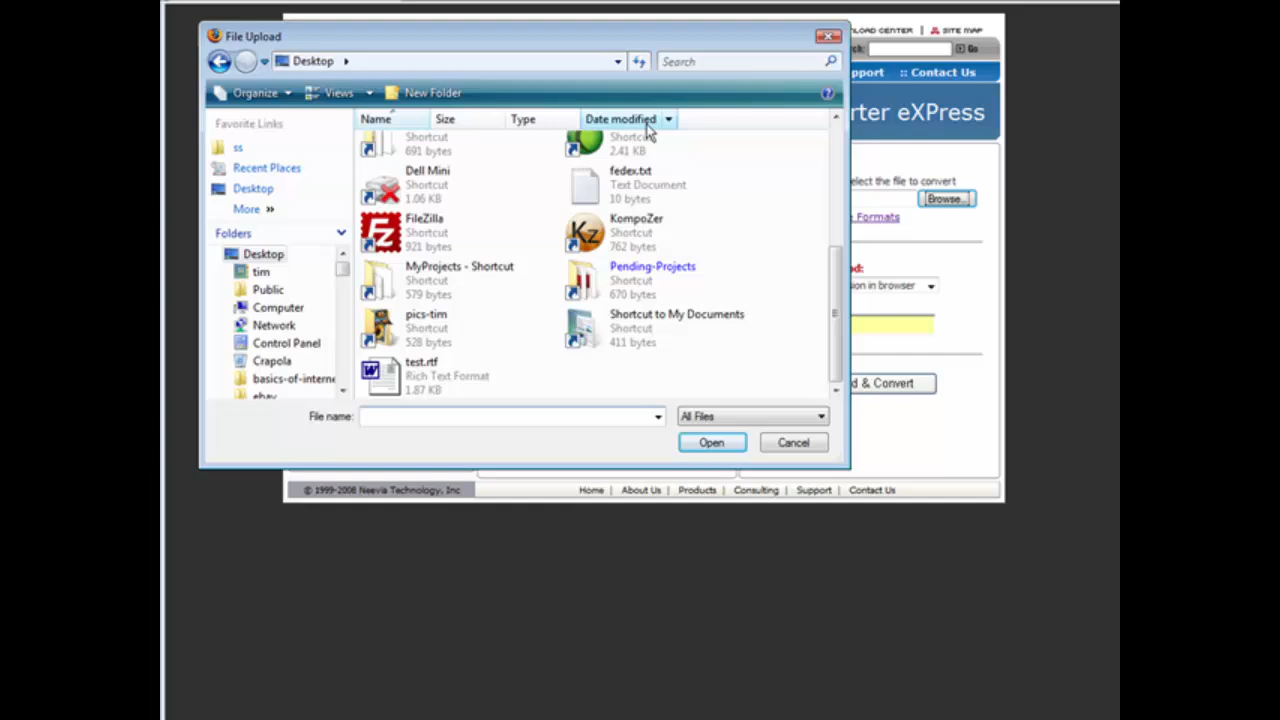 File Upload
LOAD CENTER | SITE MAP
Desktop
Search
Go
Organize Views New Folder
pport :: Contact Us
Name Size Type Date modified
rter eXPress
Favorite Links
ss
Recent Places
Desktop
More »
Folders
Desktop
tim
Public
Computer
Network
Control Panel
Crapola
basics-of-interne
ebay
Shortcut
691 bytes
Shortcut
2.41 KB
Dell Mini
Shortcut
1.06 KB
fedex.txt
Text Document
10 bytes
FileZilla
Shortcut
921 bytes
KompoZer
Shortcut
762 bytes
MyProjects - Shortcut
Shortcut
579 bytes
Pending-Projects
Shortcut
670 bytes
pics-tim
Shortcut
528 bytes
Shortcut to My Documents
Shortcut
411 bytes
test.rtf
Rich Text Format
1.87 KB
elect the file to convert
Browse...
Formats
od:
ion in browser
d & Convert
File name:
All Files
Open Cancel
© 1999-2008 Neevia Technology, Inc
Home | About Us | Products | Consulting | Support | Contact Us